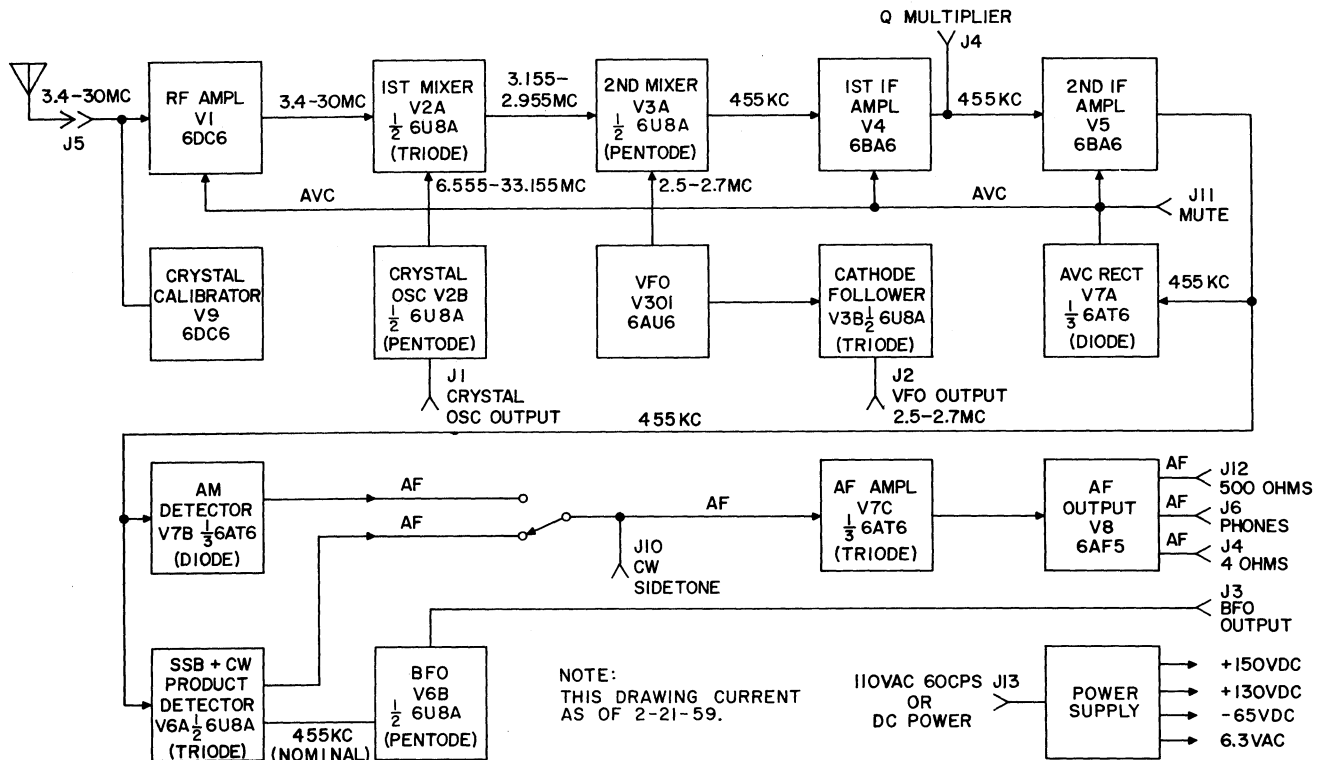 Q MULTIPLIER
J4
3.4-30MC
J5
RF AMPL
V1
6DC6
3.4-30MC
1ST MIXER
V2A
1/2 6U8A
(TRIODE)
3.155-
2.955MC
2ND MIXER
V3A
1/2 6U8A
(PENTODE)
455KC
1ST IF
AMPL
V4
6BA6
455KC
2ND IF
AMPL
V5
6BA6
AVC
6.555-33.155MC
2.5-2.7MC
AVC
J11
MUTE
CRYSTAL
CALIBRATOR
V9
6DC6
CRYSTAL
OSC V2B
1/2 6U8A
(PENTODE)
VFO
V301
6AU6
CATHODE
FOLLOWER
V3B 1/2 6U8A
(TRIODE)
AVC RECT
V7A
1/3 6AT6
(DIODE)
455KC
J1
CRYSTAL
OSC OUTPUT
J2
VFO OUTPUT
2.5-2.7MC
455KC
AM
DETECTOR
V7B 1/3 6AT6
(DIODE)
AF
AF
J10
CW
SIDETONE
AF
AF AMPL
V7C
1/3 6AT6
(TRIODE)
AF
OUTPUT
V8
6AF5
AF
J12
500 OHMS
AF
J6
PHONES
AF
J4
4 OHMS
J3
BFO
OUTPUT
SSB + CW
PRODUCT
DETECTOR
V6A 1/2 6U8A
(TRIODE)
455KC
(NOMINAL)
BFO
V6B
1/2 6U8A
(PENTODE)
NOTE:
THIS DRAWING CURRENT
AS OF 2-21-59.
110VAC 60CPS J13
OR
DC POWER
POWER
SUPPLY
+150VDC
+130VDC
-65VDC
6.3VAC